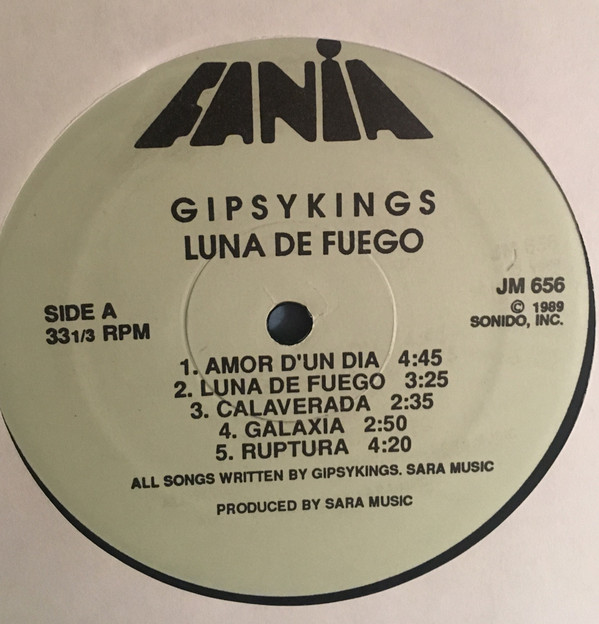 FANIA
GIPSYKINGS
LUNA DE FUEGO
SIDE A
33 1/3 RPM
JM 656
© 1989
SONIDO, INC.
1. AMOR D'UN DIA 4:45
2. LUNA DE FUEGO 3:25
3. CALAVERADA 2:35
4. GALAXIA 2:50
5. RUPTURA 4:20
ALL SONGS WRITTEN BY GIPSYKINGS. SARA MUSIC
PRODUCED BY SARA MUSIC